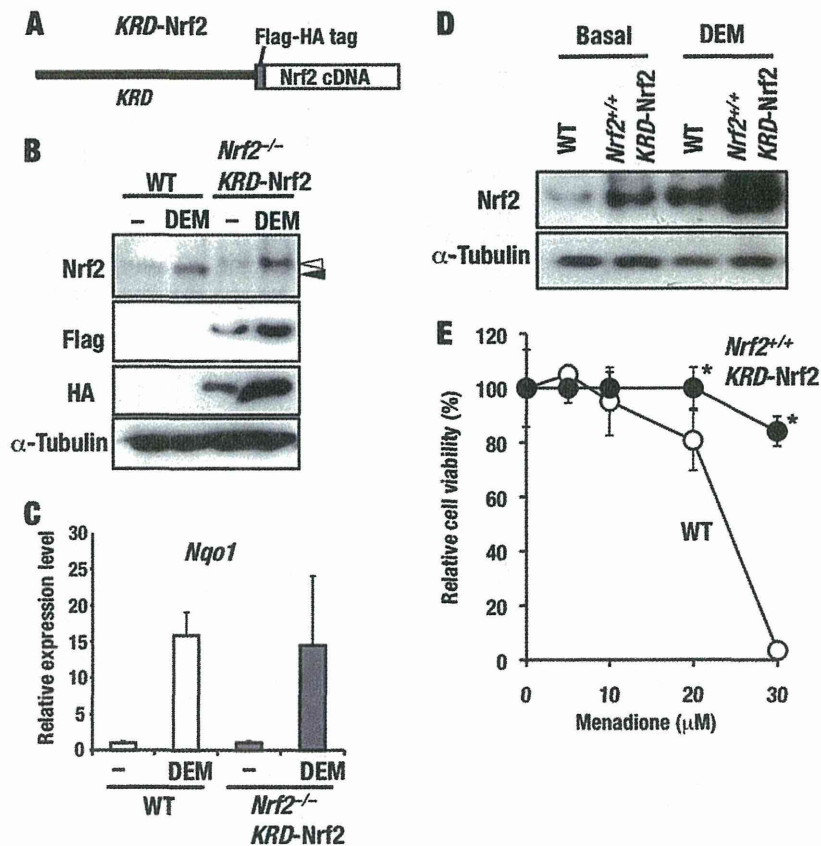 A
KRD-Nrf2
Flag-HA tag
Nrf2 cDNA
KRD
B
Nrf2–/–
WT KRD-Nrf2
– DEM – DEM
Nrf2
Flag
HA
α-Tubulin
C
Relative expression level
30
25
20
15
10
5
0
Nqo1
– DEM – DEM
WT Nrf2–/–
KRD-Nrf2
D
Basal DEM
WT Nrf2+/+ KRD-Nrf2 WT Nrf2+/+ KRD-Nrf2
Nrf2
α-Tubulin
E
Relative cell viability (%)
120
100
80
60
40
20
0
Nrf2+/+
KRD-Nrf2
*
*
WT
0 10 20 30
Menadione (μM)